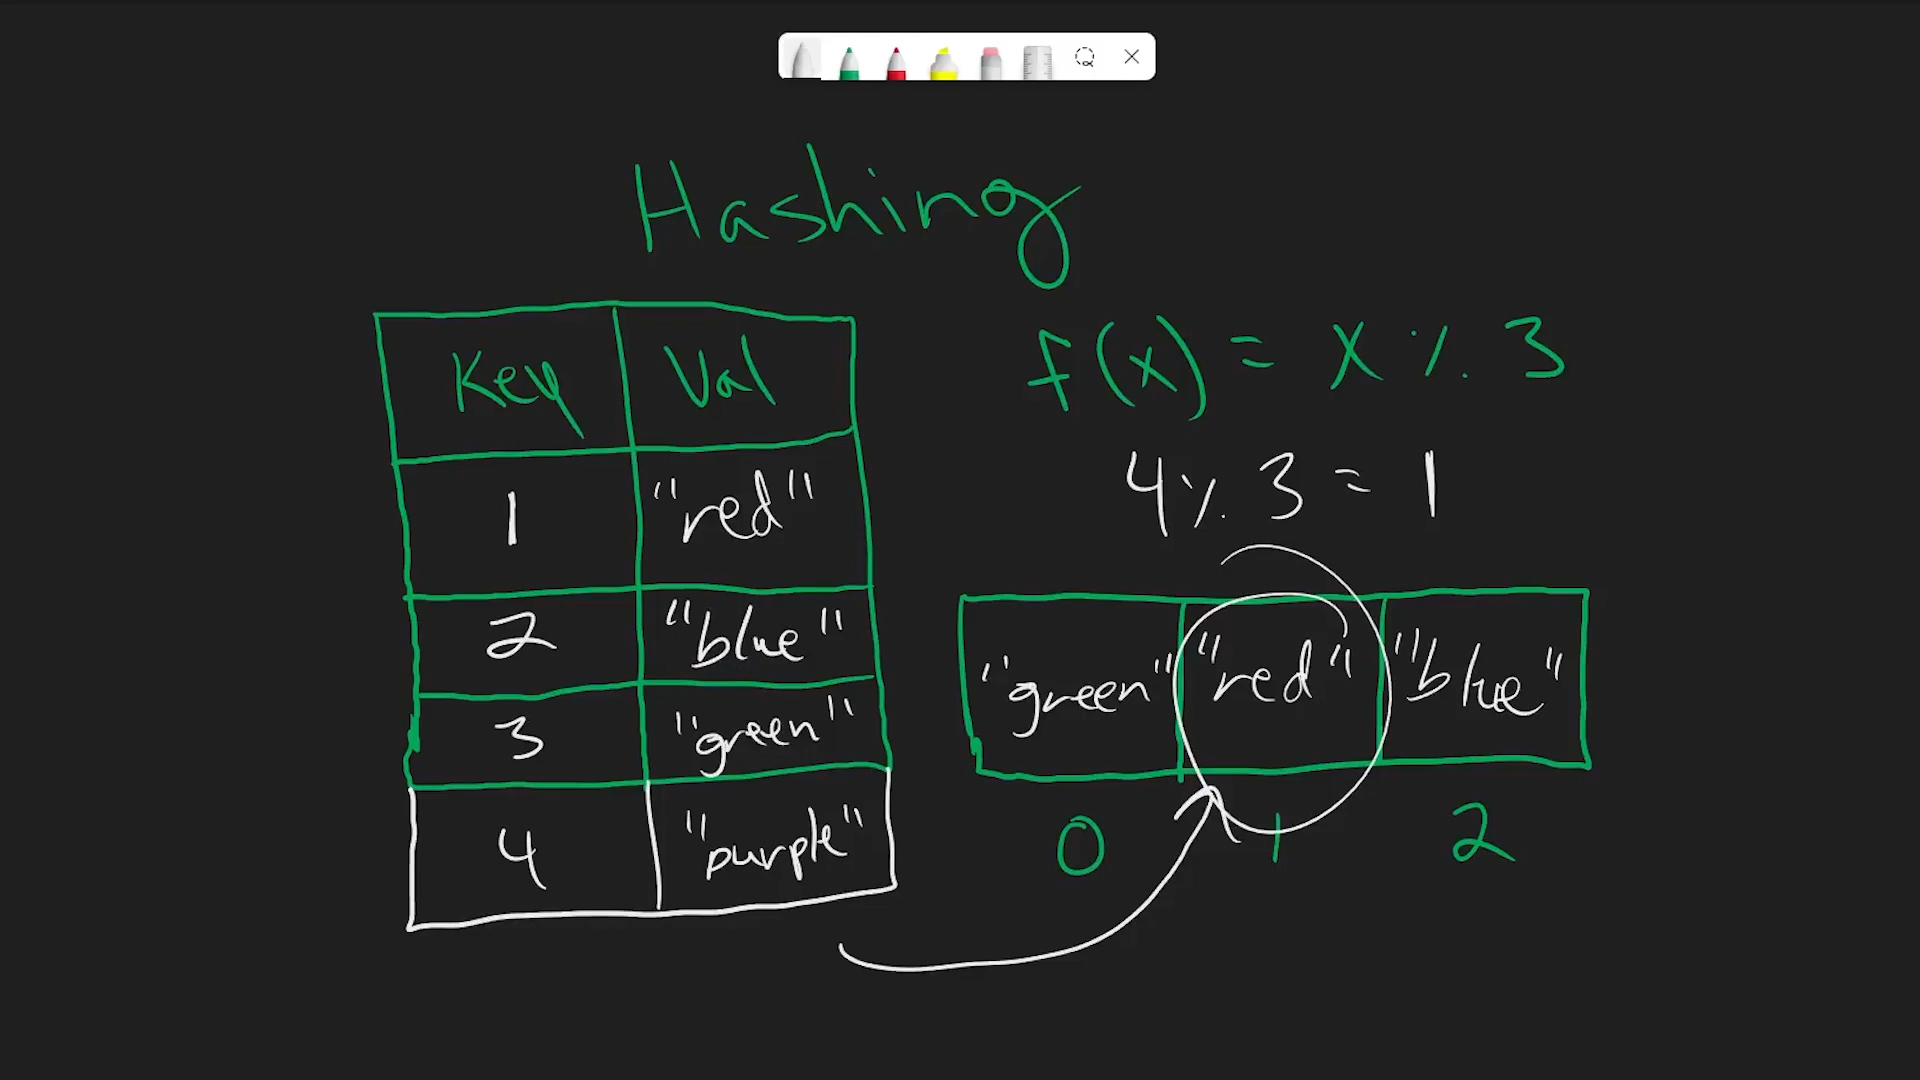 Hashing
Key Val
1 "red"
2 "blue"
3 "green"
4 "purple"
f(x) = x % 3
4 % 3 = 1
"green" "red" "blue"
0 1 2